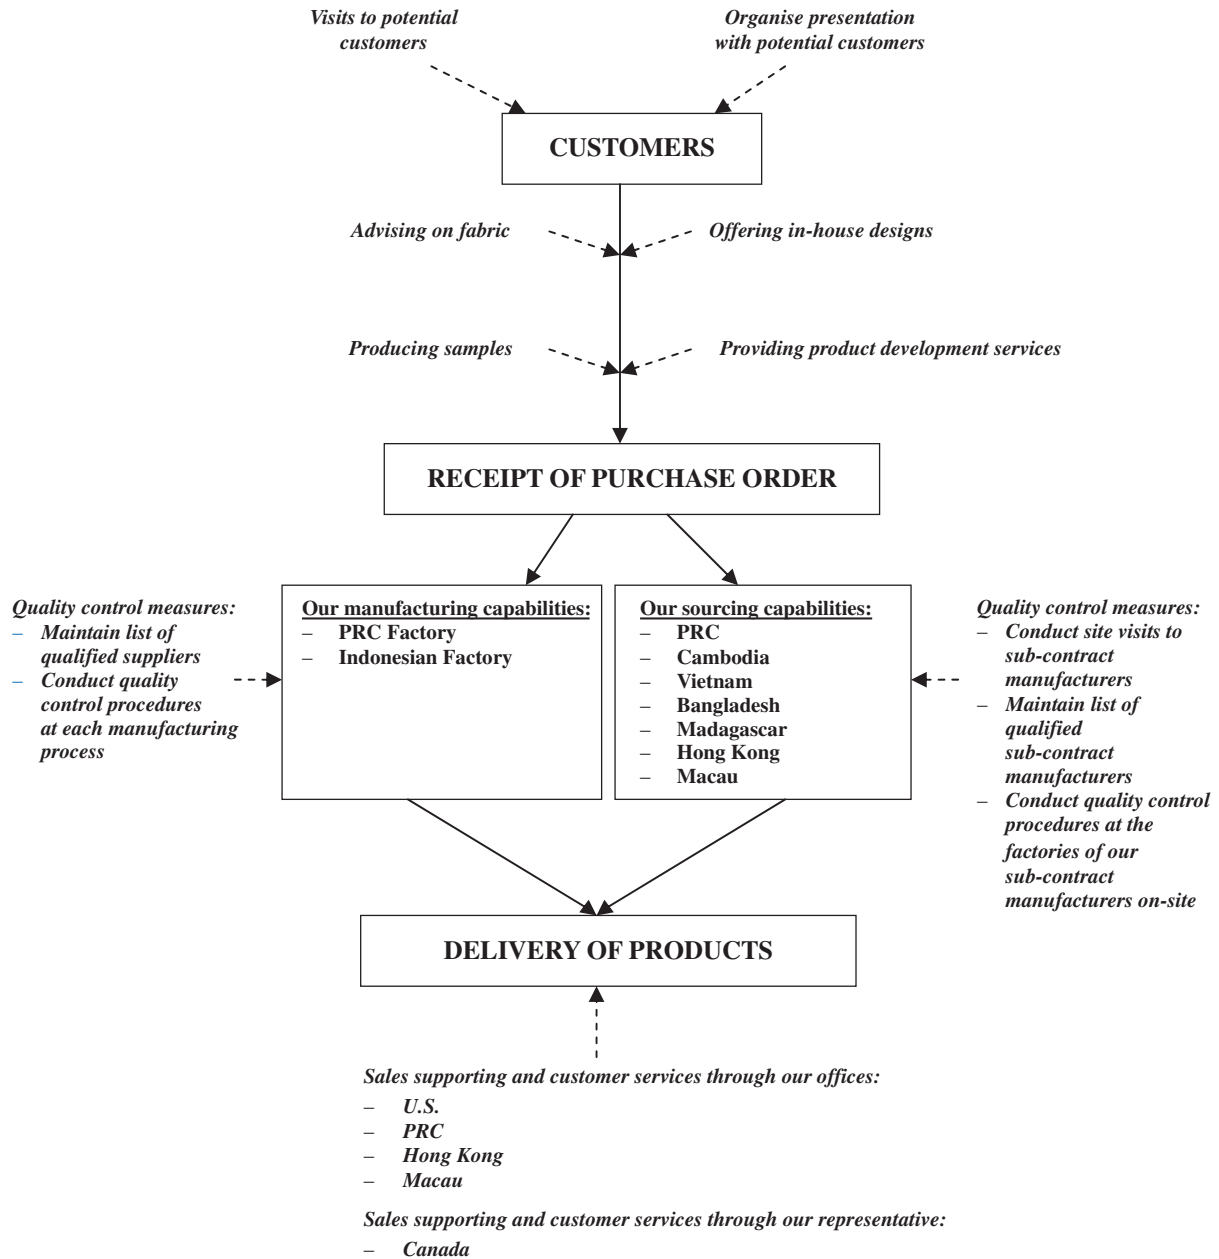 Visits to potential
customers
Organise presentation
with potential customers
CUSTOMERS
Advising on fabric
Offering in-house designs
Producing samples
Providing product development services
RECEIPT OF PURCHASE ORDER
Quality control measures:
– Maintain list of
qualified suppliers
– Conduct quality
control procedures
at each manufacturing
process
Our manufacturing capabilities:
– PRC Factory
– Indonesian Factory
Our sourcing capabilities:
– PRC
– Cambodia
– Vietnam
– Bangladesh
– Madagascar
– Hong Kong
– Macau
Quality control measures:
– Conduct site visits to
sub-contract
manufacturers
– Maintain list of
qualified
sub-contract
manufacturers
– Conduct quality control
procedures at the
factories of our
sub-contract
manufacturers on-site
DELIVERY OF PRODUCTS
Sales supporting and customer services through our offices:
– U.S.
– PRC
– Hong Kong
– Macau
Sales supporting and customer services through our representative:
– Canada